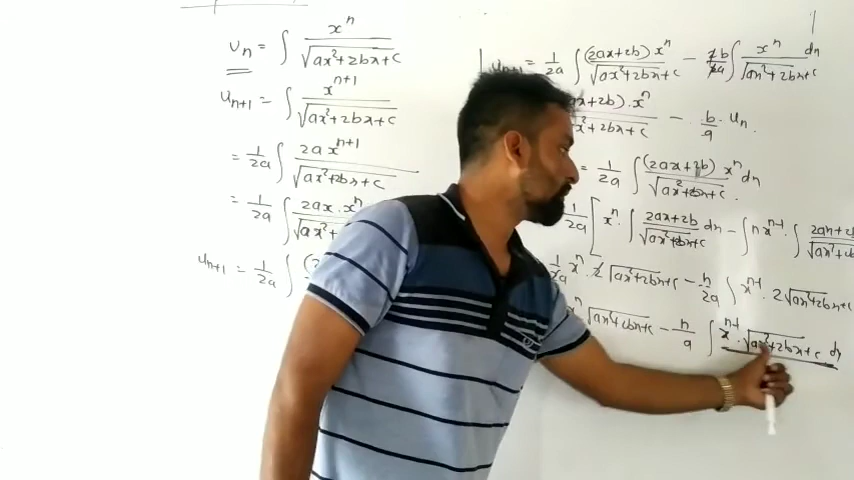 uₙ = ∫ xⁿ / √(ax²+2bx+c)
uₙ₊₁ = ∫ xⁿ⁺¹ / √(ax²+2bx+c)
= 1/2a ∫ 2a xⁿ⁺¹ / √(ax²+2bx+c)
= 1/2a ∫ 2ax·xⁿ / √(ax²+
uₙ₊₁ = 1/2a ∫
uₙ₊₁ = 1/2a ∫ (2ax+2b) xⁿ / √(ax²+2bx+c) − 2b/2a ∫ xⁿ / √(ax²+2bx+c) dx
ax+2b)·xⁿ / x²+2bx+c − b/a · uₙ.
= 1/2a ∫ (2ax+2b) xⁿ dx / √(ax²+2bx+c).
1/2a [ xⁿ · ∫ 2ax+2b / √(ax²+2bx+c) dx − ∫ n xⁿ⁻¹ · ∫ 2ax+2b / √(ax²+2b
1/2a xⁿ · 2 √(ax²+2bx+c) − n/2a ∫ xⁿ⁻¹ · 2√(ax²+2bx+c
ⁿ √(ax²+2bx+c) − n/a ∫ xⁿ⁻¹ · √(ax²+2bx+c) dx